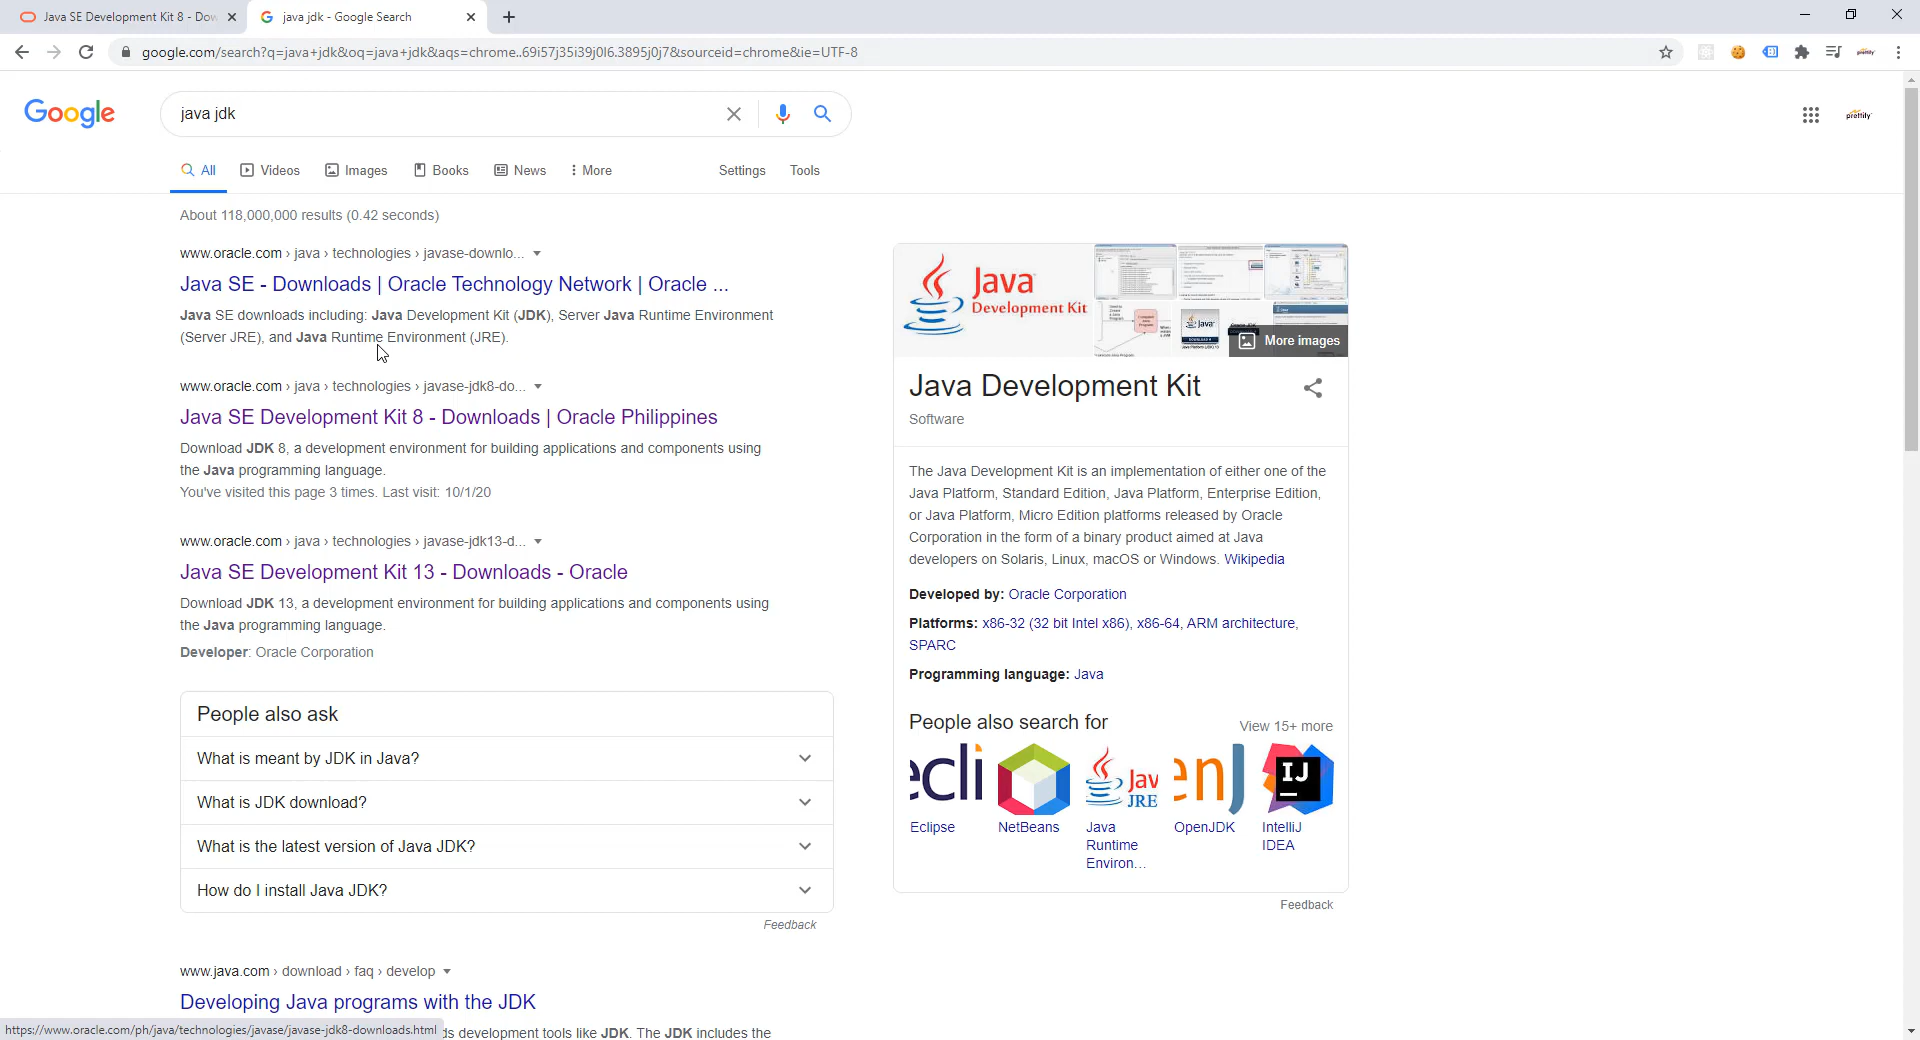 Java SE Development Kit 8 - Dow
java jdk - Google Search
google.com/search?q=java+jdk&oq=java+jdk&aqs=chrome..69i57j35i39j0l6.3895j0j7&sourceid=chrome&ie=UTF-8
Google
java jdk
prettily
All Videos Images Books News More Settings Tools
About 118,000,000 results (0.42 seconds)
www.oracle.com › java › technologies › javase-downlo...
Java SE - Downloads | Oracle Technology Network | Oracle ...
Java SE downloads including: Java Development Kit (JDK), Server Java Runtime Environment
(Server JRE), and Java Runtime Environment (JRE).
www.oracle.com › java › technologies › javase-jdk8-do...
Java SE Development Kit 8 - Downloads | Oracle Philippines
Download JDK 8, a development environment for building applications and components using
the Java programming language.
You've visited this page 3 times. Last visit: 10/1/20
www.oracle.com › java › technologies › javase-jdk13-d...
Java SE Development Kit 13 - Downloads - Oracle
Download JDK 13, a development environment for building applications and components using
the Java programming language.
Developer: Oracle Corporation
People also ask
What is meant by JDK in Java?
What is JDK download?
What is the latest version of Java JDK?
How do I install Java JDK?
Feedback
www.java.com › download › faq › develop
Developing Java programs with the JDK
ds development tools like JDK. The JDK includes the
https://www.oracle.com/ph/java/technologies/javase/javase-jdk8-downloads.html
Java
Development Kit
More images
Java Development Kit
Software
The Java Development Kit is an implementation of either one of the
Java Platform, Standard Edition, Java Platform, Enterprise Edition,
or Java Platform, Micro Edition platforms released by Oracle
Corporation in the form of a binary product aimed at Java
developers on Solaris, Linux, macOS or Windows. Wikipedia
Developed by: Oracle Corporation
Platforms: x86-32 (32 bit Intel x86), x86-64, ARM architecture,
SPARC
Programming language: Java
People also search for
View 15+ more
ecli
Jav
JRE
enJ
IJ
Eclipse
NetBeans
Java
Runtime
Environ...
OpenJDK
IntelliJ
IDEA
Feedback